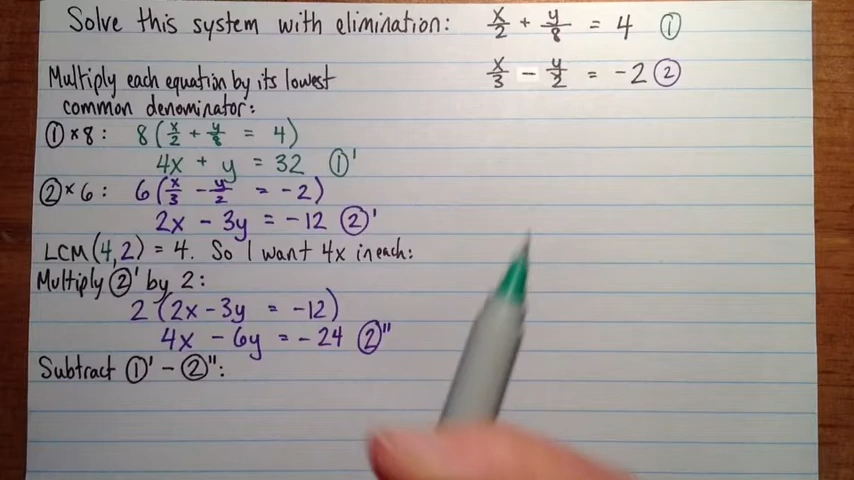 Solve this system with elimination: x/2 + y/8 = 4 ①
x/3 - y/2 = -2 ②
Multiply each equation by its lowest
common denominator:
① × 8: 8(x/2 + y/8 = 4)
4x + y = 32 ①'
② × 6: 6(x/3 - y/2 = -2)
2x - 3y = -12 ②'
LCM(4,2) = 4. So I want 4x in each:
Multiply ②' by 2:
2(2x - 3y = -12)
4x - 6y = -24 ②"
Subtract ①' - ②":